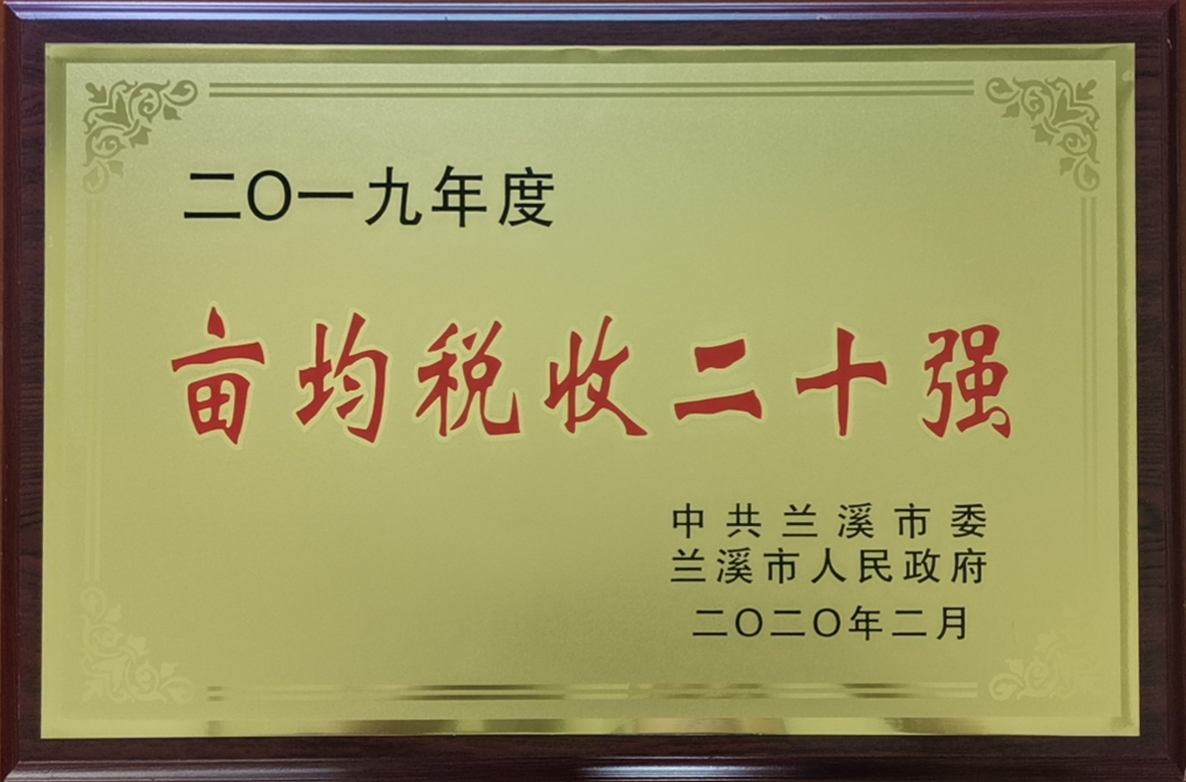 二〇一九年度
亩均税收二十强
中共兰溪市委
兰溪市人民政府
二〇二〇年二月